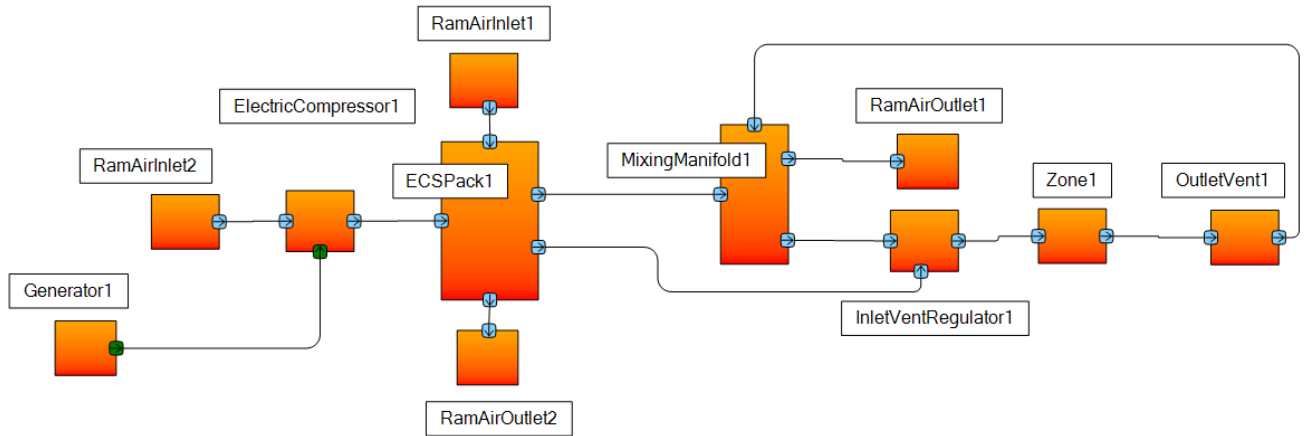 RamAirInlet1
ElectricCompressor1
RamAirOutlet1
RamAirInlet2
ECSPack1
MixingManifold1
Zone1
OutletVent1
Generator1
InletVentRegulator1
RamAirOutlet2